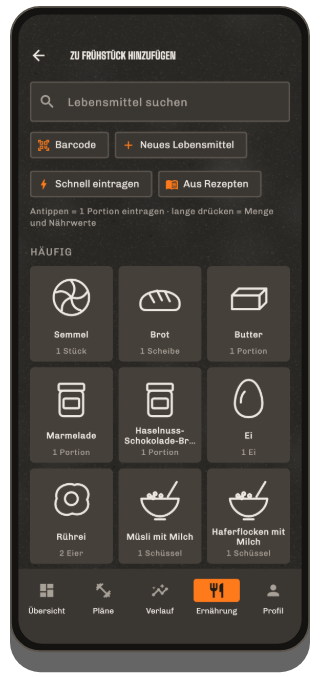 ZU FRÜHSTÜCK HINZUFÜGEN
Lebensmittel suchen
Barcode
Neues Lebensmittel
Schnell eintragen
Aus Rezepten
Antippen = 1 Portion eintragen · lange drücken = Menge
und Nährwerte
HÄUFIG
Semmel
1 Stück
Brot
1 Scheibe
Butter
1 Portion
Marmelade
1 Portion
Haselnuss-
Schokolade-Br...
1 Portion
Ei
1 Ei
Rührei
2 Eier
Müsli mit Milch
1 Schüssel
Haferflocken mit
Milch
1 Schüssel
Übersicht
Pläne
Verlauf
Ernährung
Profil